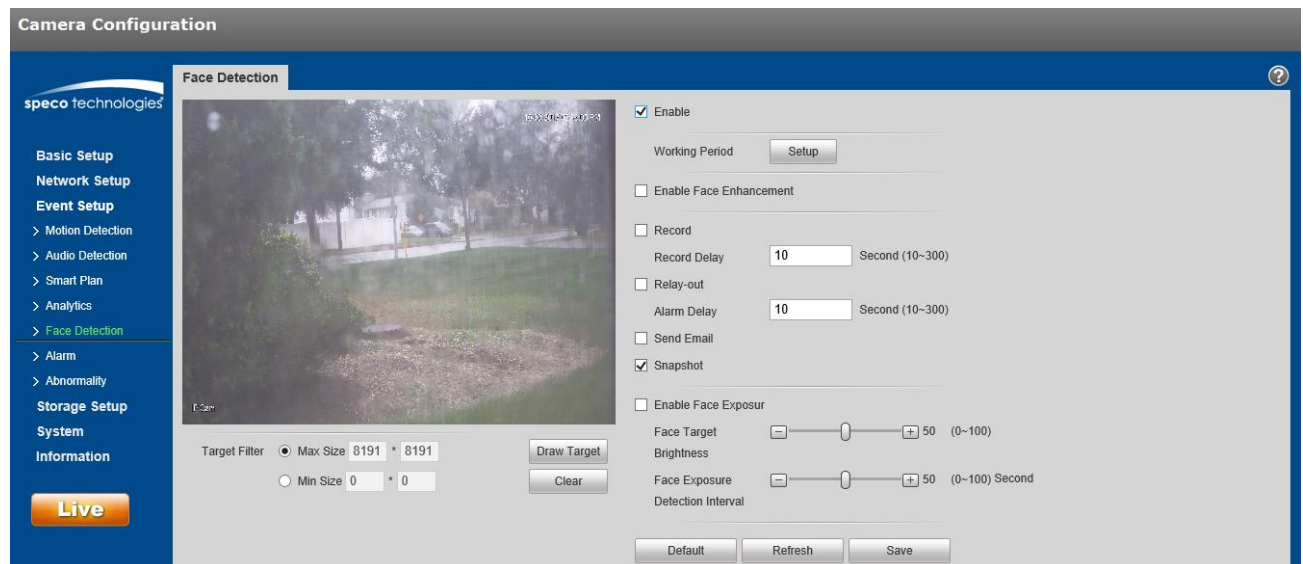 Camera Configuration
speco technologies
Basic Setup
Network Setup
Event Setup
> Motion Detection
> Audio Detection
> Smart Plan
> Analytics
> Face Detection
> Alarm
> Abnormality
Storage Setup
System
Information
Live
Face Detection
?
Target Filter Max Size 8191 * 8191 Draw Target
Min Size 0 * 0 Clear
Enable
Working Period Setup
Enable Face Enhancement
Record
Record Delay 10 Second (10~300)
Relay-out
Alarm Delay 10 Second (10~300)
Send Email
Snapshot
Enable Face Exposur
Face Target - + 50 (0~100)
Brightness
Face Exposure - + 50 (0~100) Second
Detection Interval
Default Refresh Save